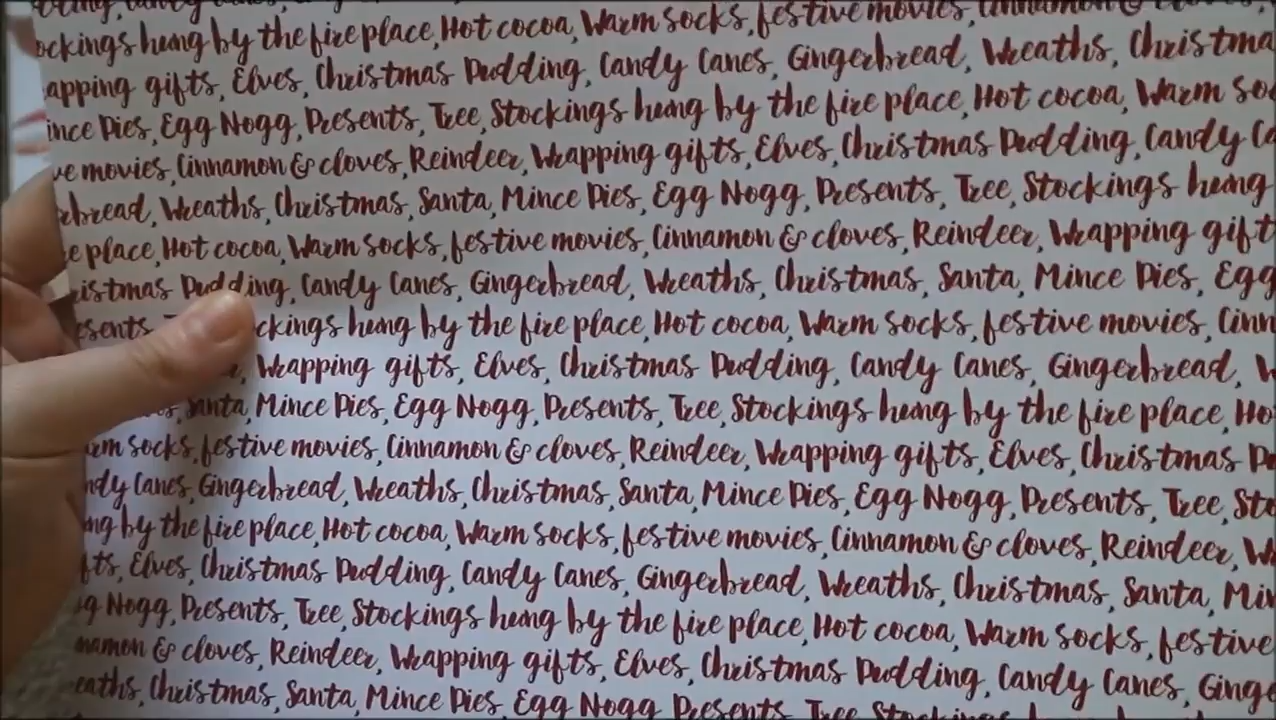 hung by the fire place, Hot cocoa, Warm socks, festive movies,
gifts, Elves, Christmas Pudding, Candy Canes, Gingerbread, Wreaths,
Pies, Egg Nogg, Presents, Tree, Stockings hung by the fire place, Hot cocoa, Warm
movies, Cinnamon & cloves, Reindeer, Wrapping gifts, Elves, Christmas Pudding, Candy
Wreaths, Christmas, Santa, Mince Pies, Egg Nogg, Presents, Tree, Stockings hung
place, Hot cocoa, Warm socks, festive movies, Cinnamon & cloves, Reindeer, Wrapping
Pudding, Candy Canes, Gingerbread, Wreaths, Christmas, Santa, Mince Pies, Egg
hung by the fire place, Hot cocoa, Warm socks, festive movies,
Wrapping gifts, Elves, Christmas Pudding, Candy Canes, Gingerbread,
Santa, Mince Pies, Egg Nogg, Presents, Tree, Stockings hung by the fire place,
socks, festive movies, Cinnamon & cloves, Reindeer, Wrapping gifts, Elves, Christmas
Canes, Gingerbread, Wreaths, Christmas, Santa, Mince Pies, Egg Nogg, Presents, Tree,
by the fire place, Hot cocoa, Warm socks, festive movies, Cinnamon & cloves, Reindeer,
Elves, Christmas Pudding, Candy Canes, Gingerbread, Wreaths, Christmas, Santa,
Nogg, Presents, Tree, Stockings hung by the fire place, Hot cocoa, Warm socks, festive
& cloves, Reindeer, Wrapping gifts, Elves, Christmas Pudding, Candy Canes,
Christmas, Santa, Mince Pies, Egg Nogg, Presents, Tree,